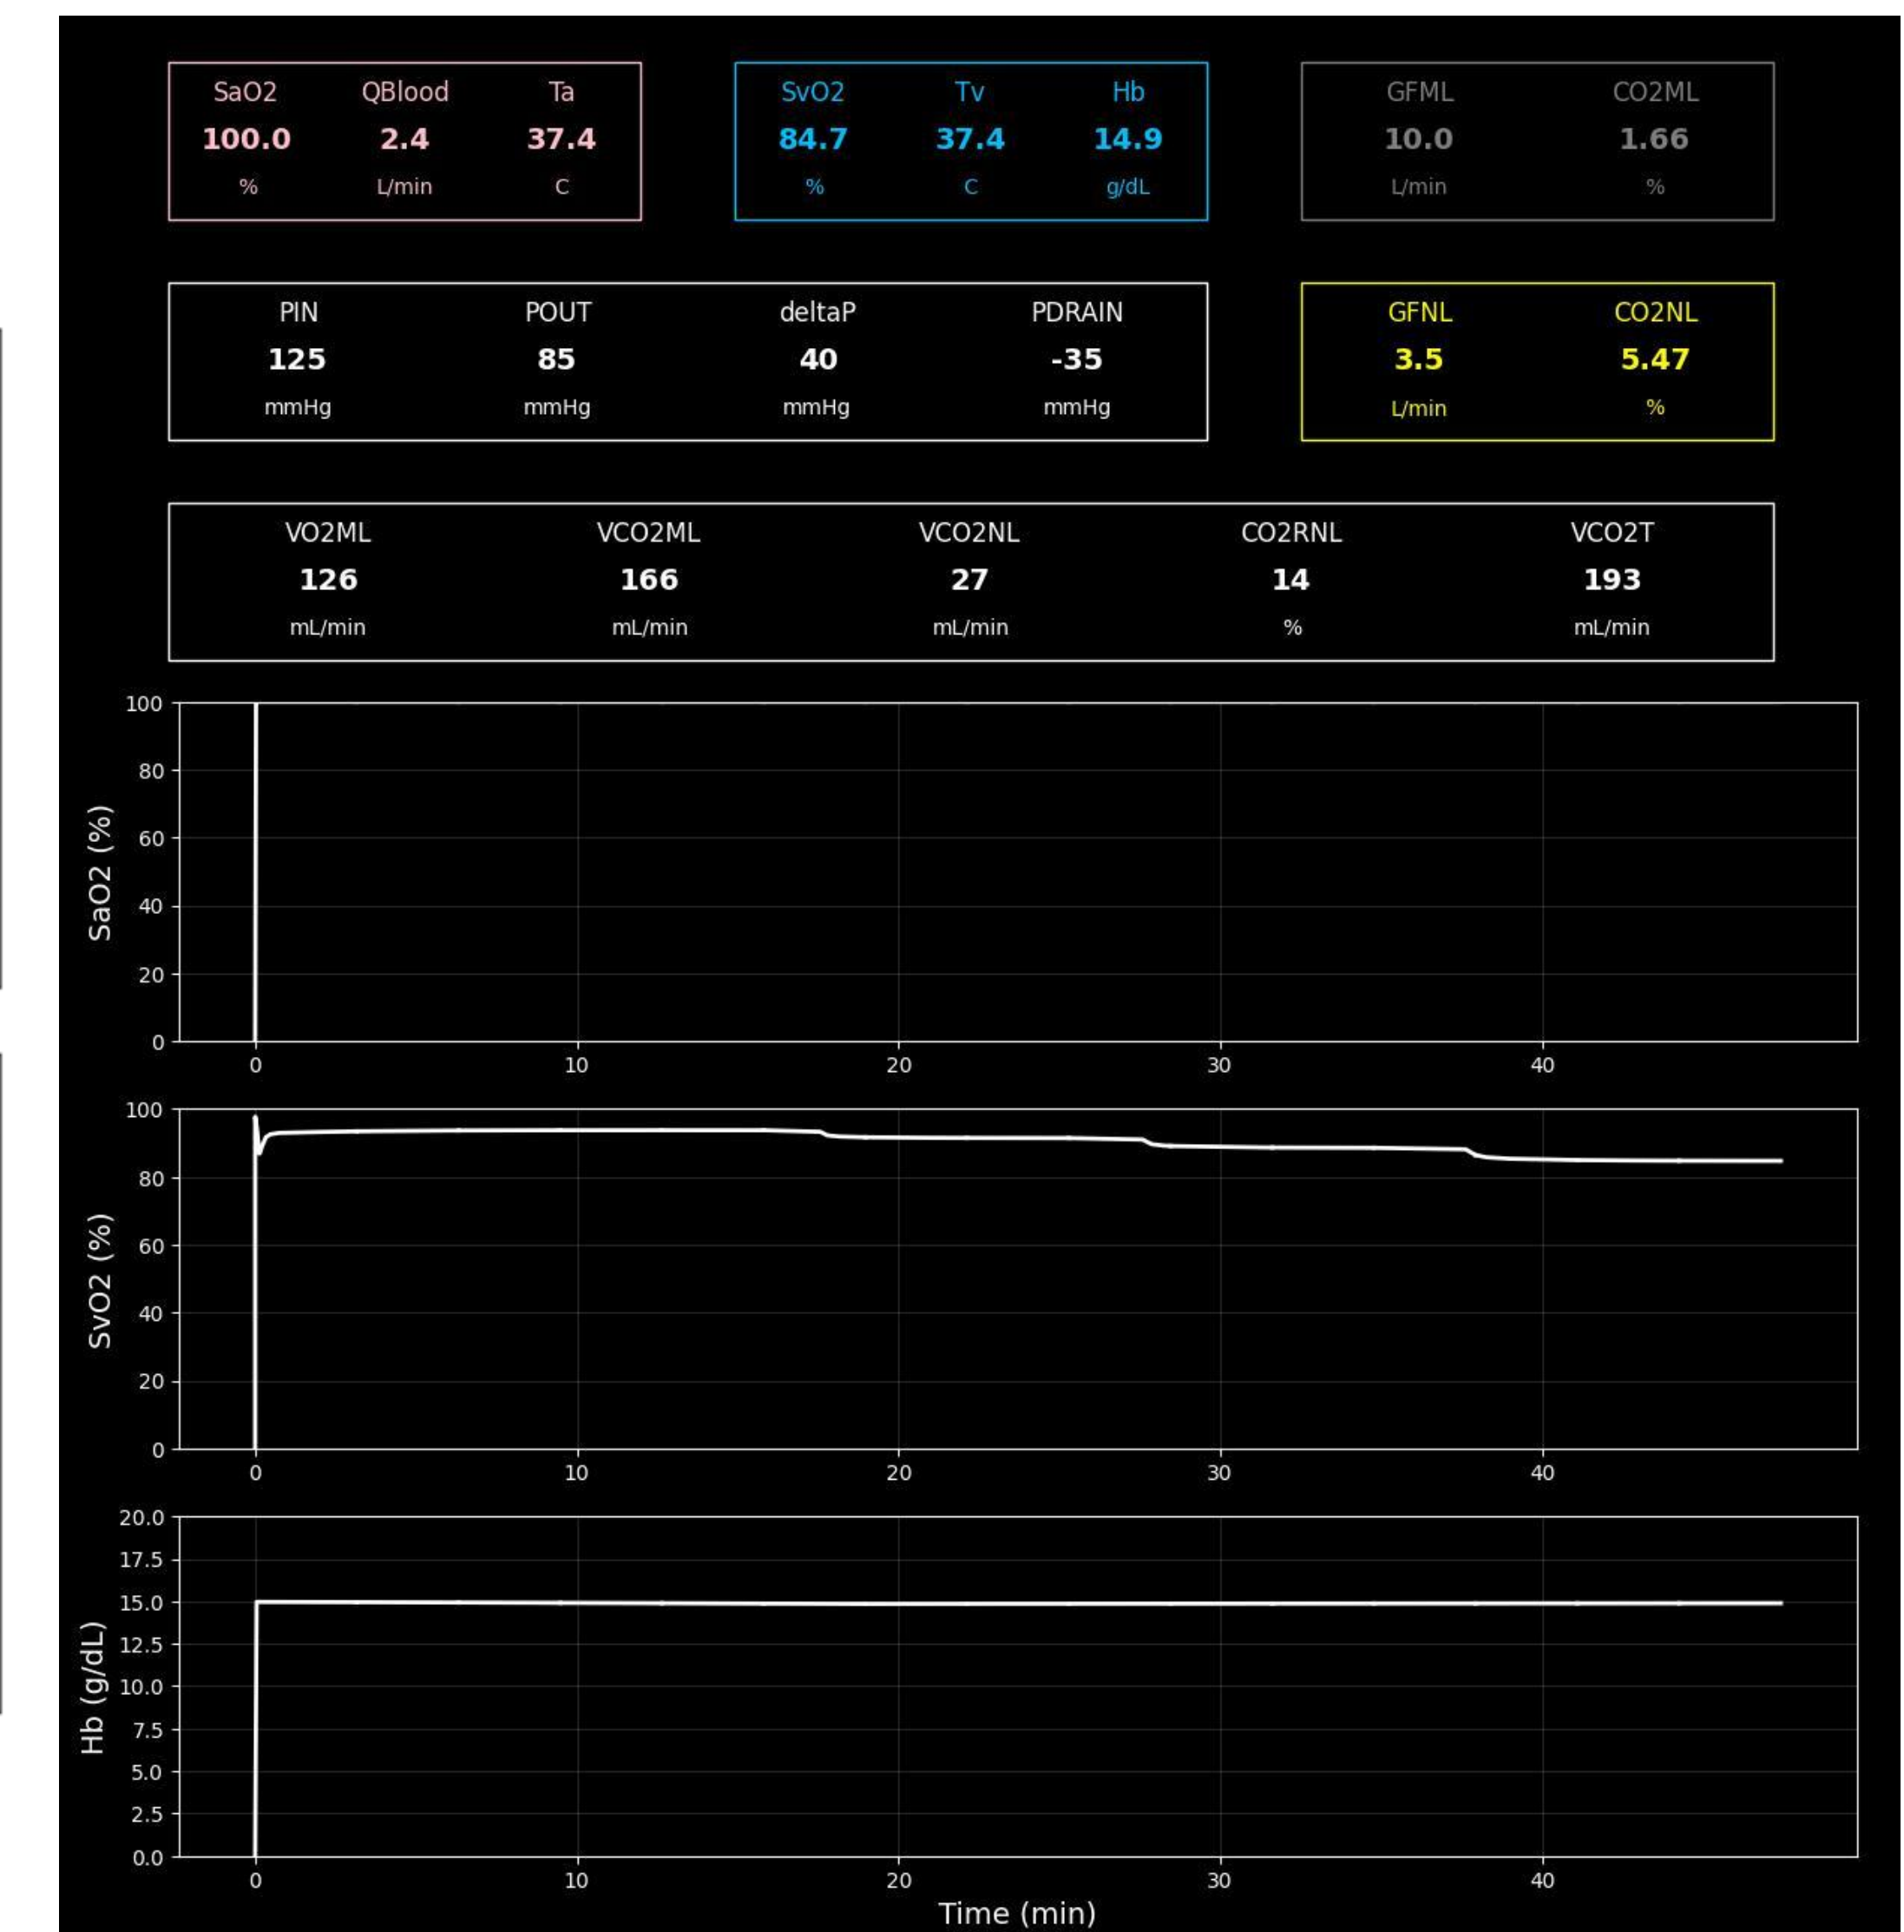 SaO2 QBlood Ta
100.0 2.4 37.4
% L/min C
SvO2 Tv Hb
84.7 37.4 14.9
% C g/dL
GFML CO2ML
10.0 1.66
L/min %
PIN POUT deltaP PDRAIN
125 85 40 -35
mmHg mmHg mmHg mmHg
GFNL CO2NL
3.5 5.47
L/min %
VO2ML VCO2ML VCO2NL CO2RNL VCO2T
126 166 27 14 193
mL/min mL/min mL/min % mL/min
SaO2 (%)
100
80
60
40
20
0
0 10 20 30 40
SvO2 (%)
100
80
60
40
20
0
0 10 20 30 40
Hb (g/dL)
20.0
17.5
15.0
12.5
10.0
7.5
5.0
2.5
0.0
0 10 20 30 40
Time (min)